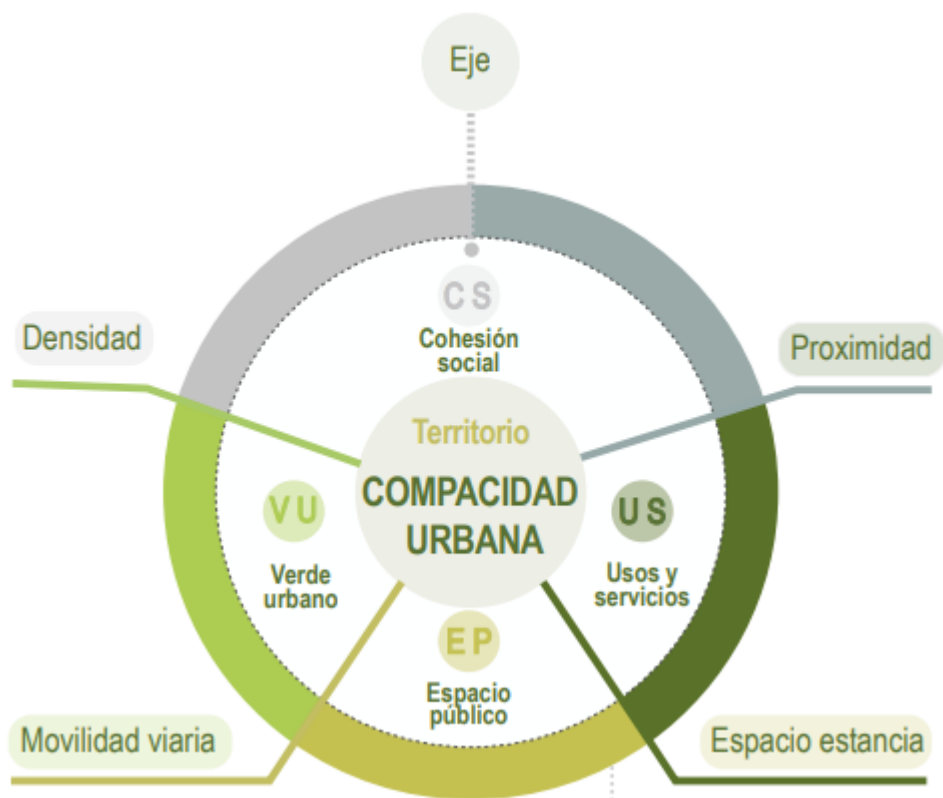 Eje
CS
Cohesión
social
Densidad
Proximidad
Territorio
COMPACIDAD
URBANA
VU
Verde
urbano
US
Usos y
servicios
EP
Espacio
público
Movilidad viaria
Espacio estancia